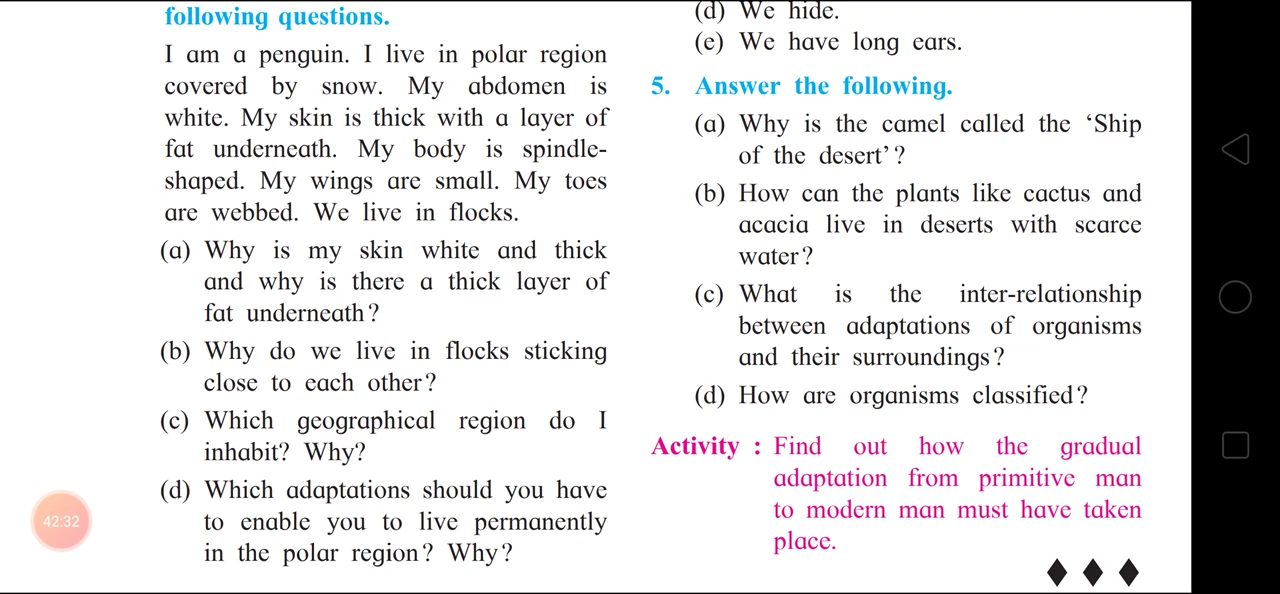 following questions.
I am a penguin. I live in polar region
covered by snow. My abdomen is
white. My skin is thick with a layer of
fat underneath. My body is spindle-
shaped. My wings are small. My toes
are webbed. We live in flocks.
(a) Why is my skin white and thick
and why is there a thick layer of
fat underneath?
(b) Why do we live in flocks sticking
close to each other?
(c) Which geographical region do I
inhabit? Why?
(d) Which adaptations should you have
to enable you to live permanently
in the polar region? Why?
(d) We hide.
(e) We have long ears.
5. Answer the following.
(a) Why is the camel called the ‘Ship
of the desert’?
(b) How can the plants like cactus and
acacia live in deserts with scarce
water?
(c) What is the inter-relationship
between adaptations of organisms
and their surroundings?
(d) How are organisms classified?
Activity : Find out how the gradual
adaptation from primitive man
to modern man must have taken
place.
42:32